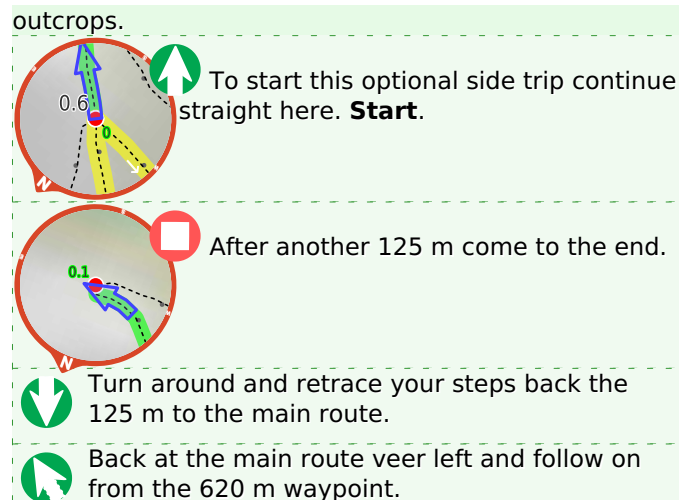 outcrops.
0.6
0
N
To start this optional side trip continue
straight here. Start.
0.1
N
After another 125 m come to the end.
Turn around and retrace your steps back the
125 m to the main route.
Back at the main route veer left and follow on
from the 620 m waypoint.